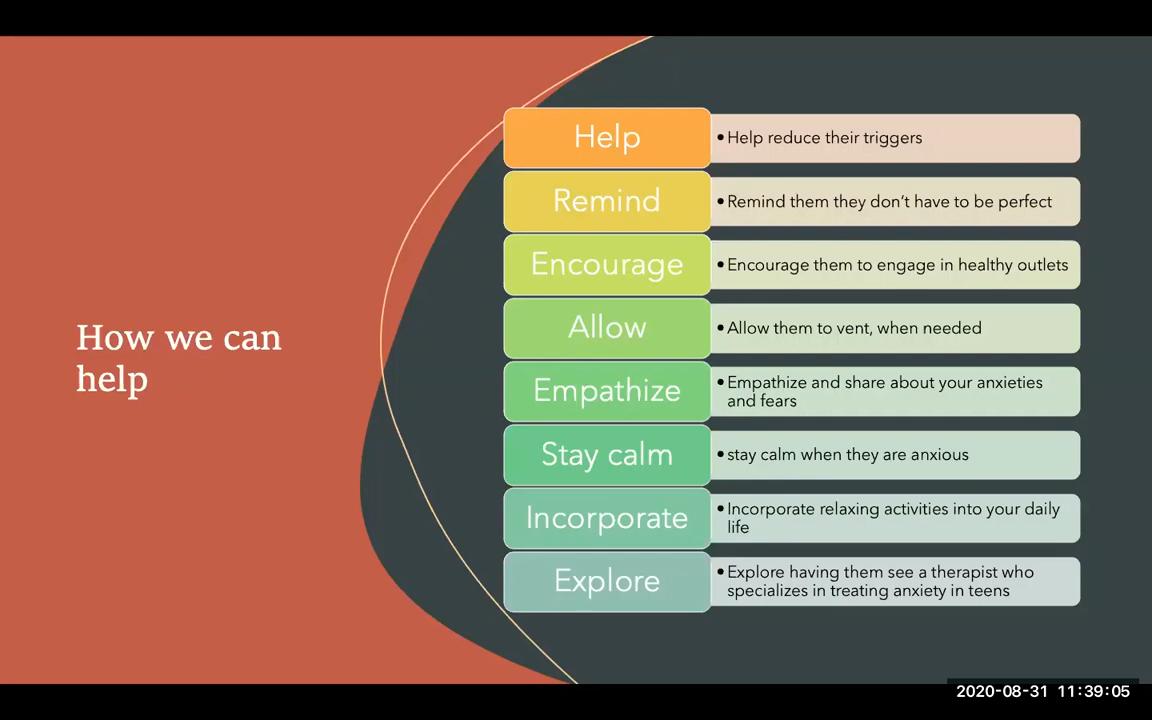 How we can
help
Help
• Help reduce their triggers
Remind
• Remind them they don't have to be perfect
Encourage
• Encourage them to engage in healthy outlets
Allow
• Allow them to vent, when needed
Empathize
• Empathize and share about your anxieties
and fears
Stay calm
• stay calm when they are anxious
Incorporate
• Incorporate relaxing activities into your daily
life
Explore
• Explore having them see a therapist who
specializes in treating anxiety in teens
2020-08-31 11:39:05